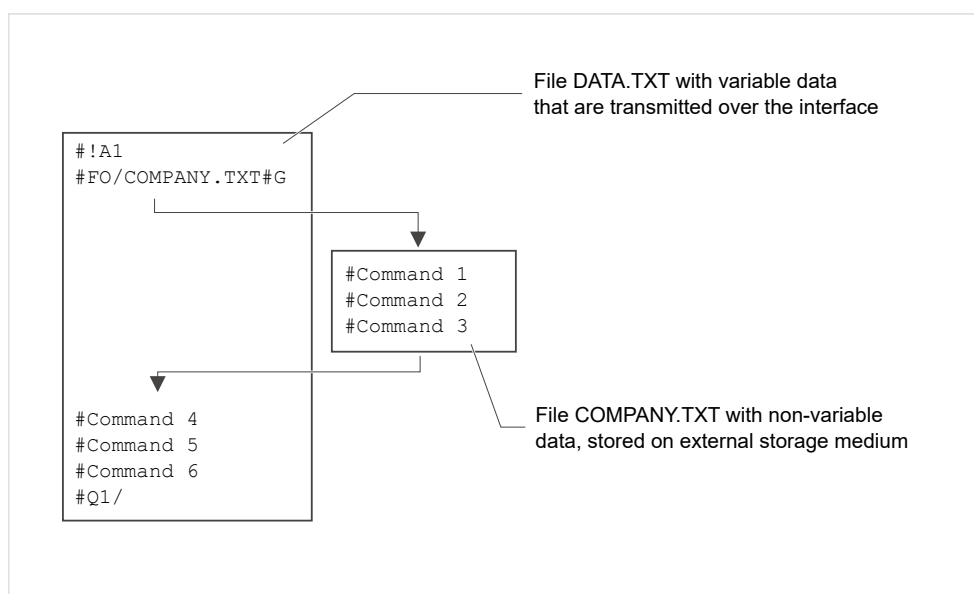 File DATA.TXT with variable data
that are transmitted over the interface
#!A1
#FO/COMPANY.TXT#G
#Command 1
#Command 2
#Command 3
#Command 4
#Command 5
#Command 6
#Q1/
File COMPANY.TXT with non-variable
data, stored on external storage medium